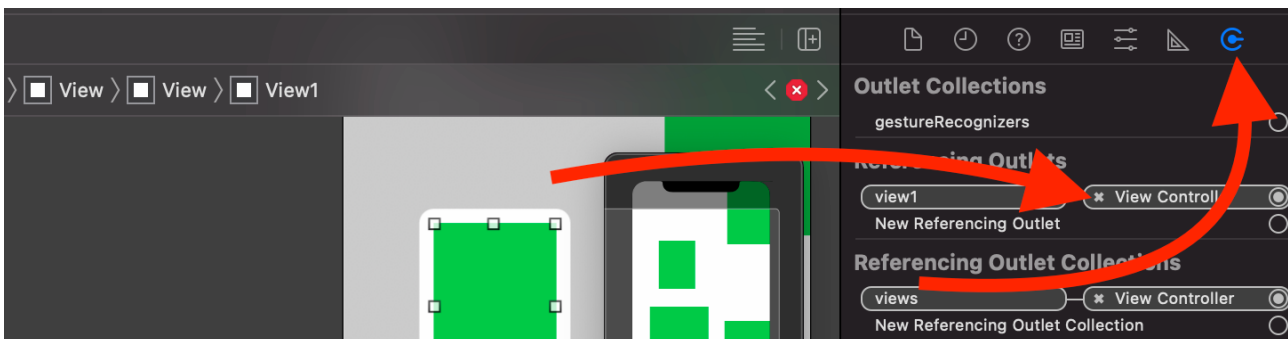 View View View1
Outlet Collections
gestureRecognizers
Referencing Outlets
view1 View Controll
New Referencing Outlet
Referencing Outlet Collections
views View Controller
New Referencing Outlet Collection